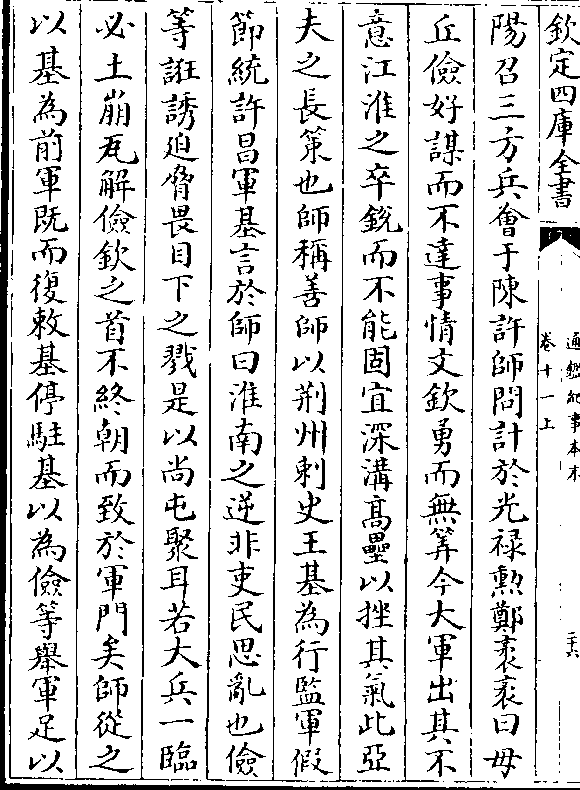 欽定四庫全書
通鑑紀事本末
卷十一上
三十六
陽召三方兵會于陳許師問計於光禄勲鄭袤袤曰毋
丘儉好謀而不達事情文欽勇而無筭今大軍出其不
意江淮之卒銳而不能固宜深溝髙壘以挫其氣此亞
夫之長策也師稱善師以荆州刺史王基為行監軍假
節統許昌軍基言於師曰淮南之逆非吏民思亂也儉
等誑誘迫脅畏目下之戮是以尚屯聚耳若大兵一臨
必土崩瓦解儉欽之首不終朝而致於軍門矣師從之
以基為前軍既而復敕基停駐基以為儉等舉軍足以